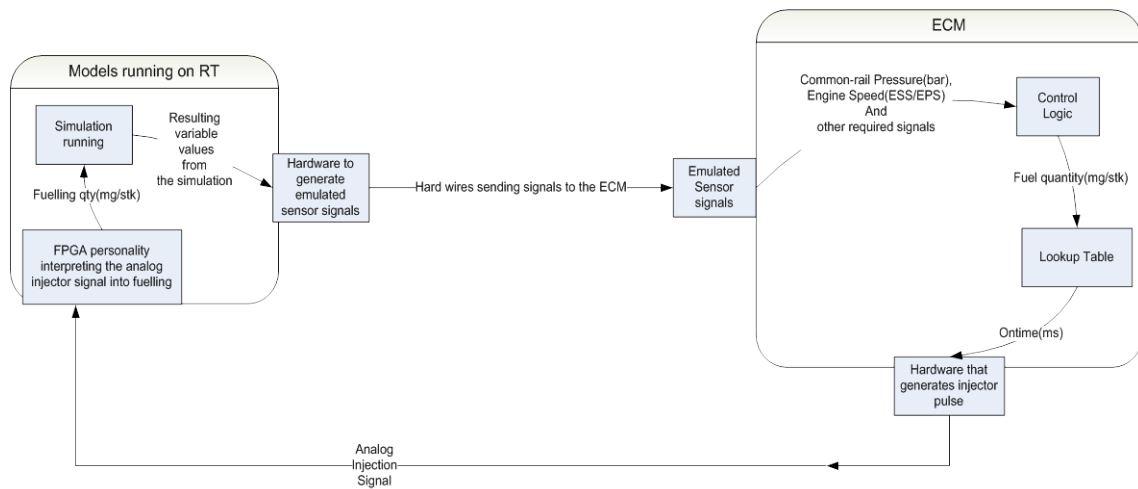 ECM
Models running on RT
Common-rail Pressure(bar),
Engine Speed(ESS/EPS)
And
other required signals
Control
Logic
Simulation
running
Resulting
variable
values
from
the simulation
Hardware to
generate
emulated
sensor signals
Hard wires sending signals to the ECM
Emulated
Sensor
signals
Fuelling qty(mg/stk)
Fuel quantity(mg/stk)
FPGA personality
interpreting the analog
injector signal into fuelling
Lookup Table
Ontime(ms)
Hardware that
generates injector
pulse
Analog
Injection
Signal